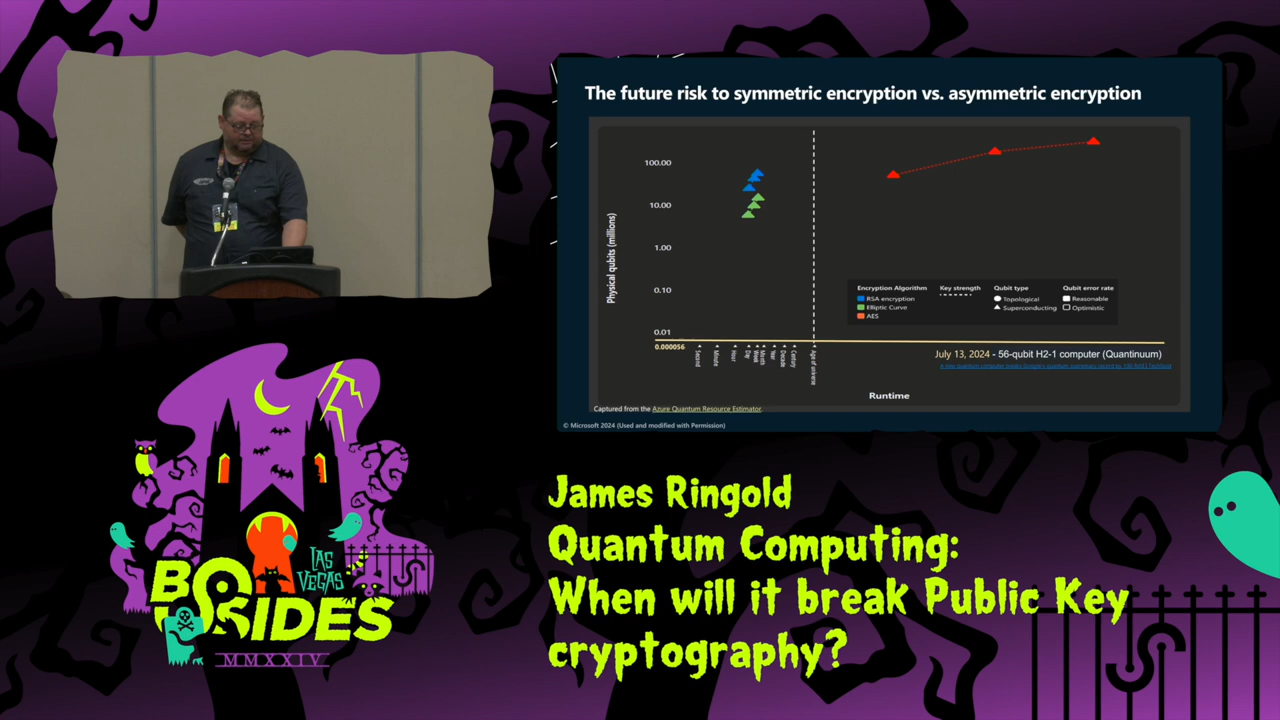 The future risk to symmetric encryption vs. asymmetric encryption
Physical qubits (millions)
100.00
10.00
1.00
0.10
0.01
0.000056
Second
Minute
Hour
Day
Week
Month
Year
Decade
Century
Age of universe
Runtime
Encryption Algorithm
RSA encryption
Elliptic Curve
AES
Key strength
Qubit type
Topological
Superconducting
Qubit error rate
Reasonable
Optimistic
July 13, 2024 - 56-qubit H2-1 computer (Quantinuum)
Captured from the Azure Quantum Resource Estimator.
© Microsoft 2024 (Used and modified with Permission)
BSIDES
LAS
VEGAS
MMXXIV
James Ringold
Quantum Computing:
When will it break Public Key
cryptography?